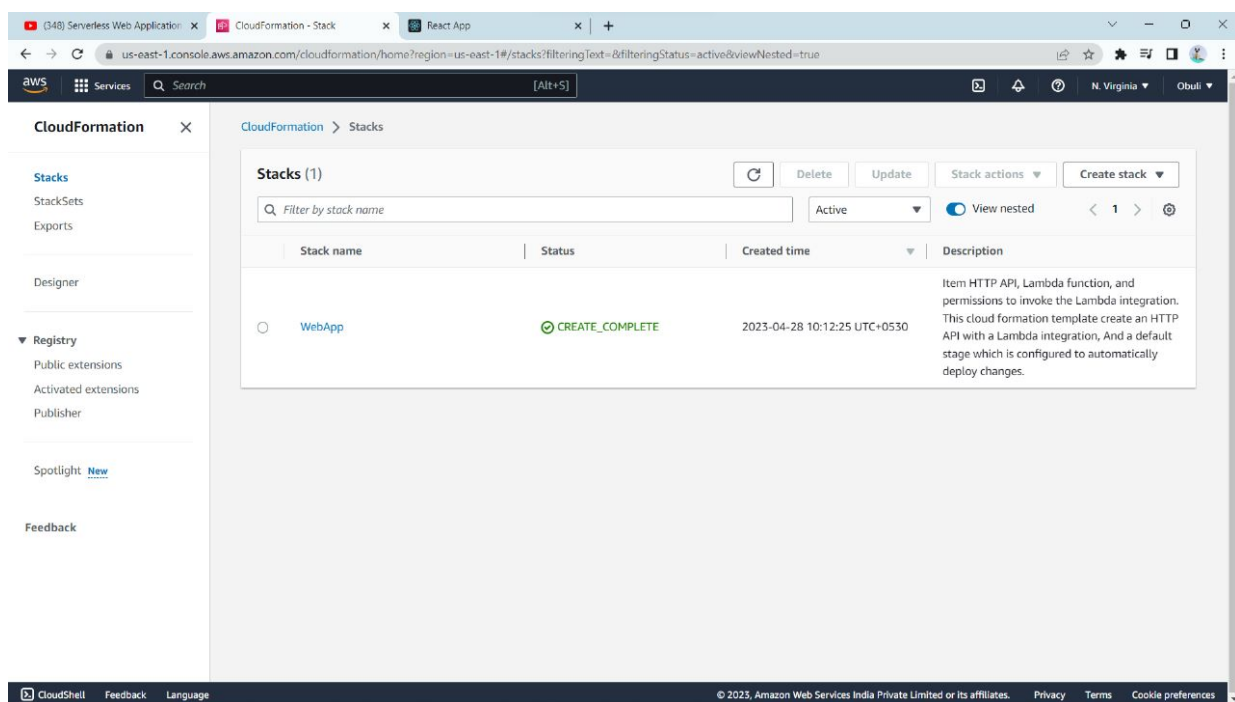 (348) Serverless Web Application
CloudFormation - Stack
React App
us-east-1.console.aws.amazon.com/cloudformation/home?region=us-east-1#/stacks?filteringText=&filteringStatus=active&viewNested=true
aws
Services
Search
[Alt+S]
N. Virginia
Obuli
CloudFormation
CloudFormation > Stacks
Stacks
StackSets
Exports
Designer
Registry
Public extensions
Activated extensions
Publisher
Spotlight New
Feedback
Stacks (1)
Delete
Update
Stack actions
Create stack
Filter by stack name
Active
View nested
1
Stack name
Status
Created time
Description
WebApp
CREATE_COMPLETE
2023-04-28 10:12:25 UTC+0530
Item HTTP API, Lambda function, and
permissions to invoke the Lambda integration.
This cloud formation template create an HTTP
API with a Lambda integration, And a default
stage which is configured to automatically
deploy changes.
CloudShell
Feedback
Language
© 2023, Amazon Web Services India Private Limited or its affiliates.
Privacy
Terms
Cookie preferences